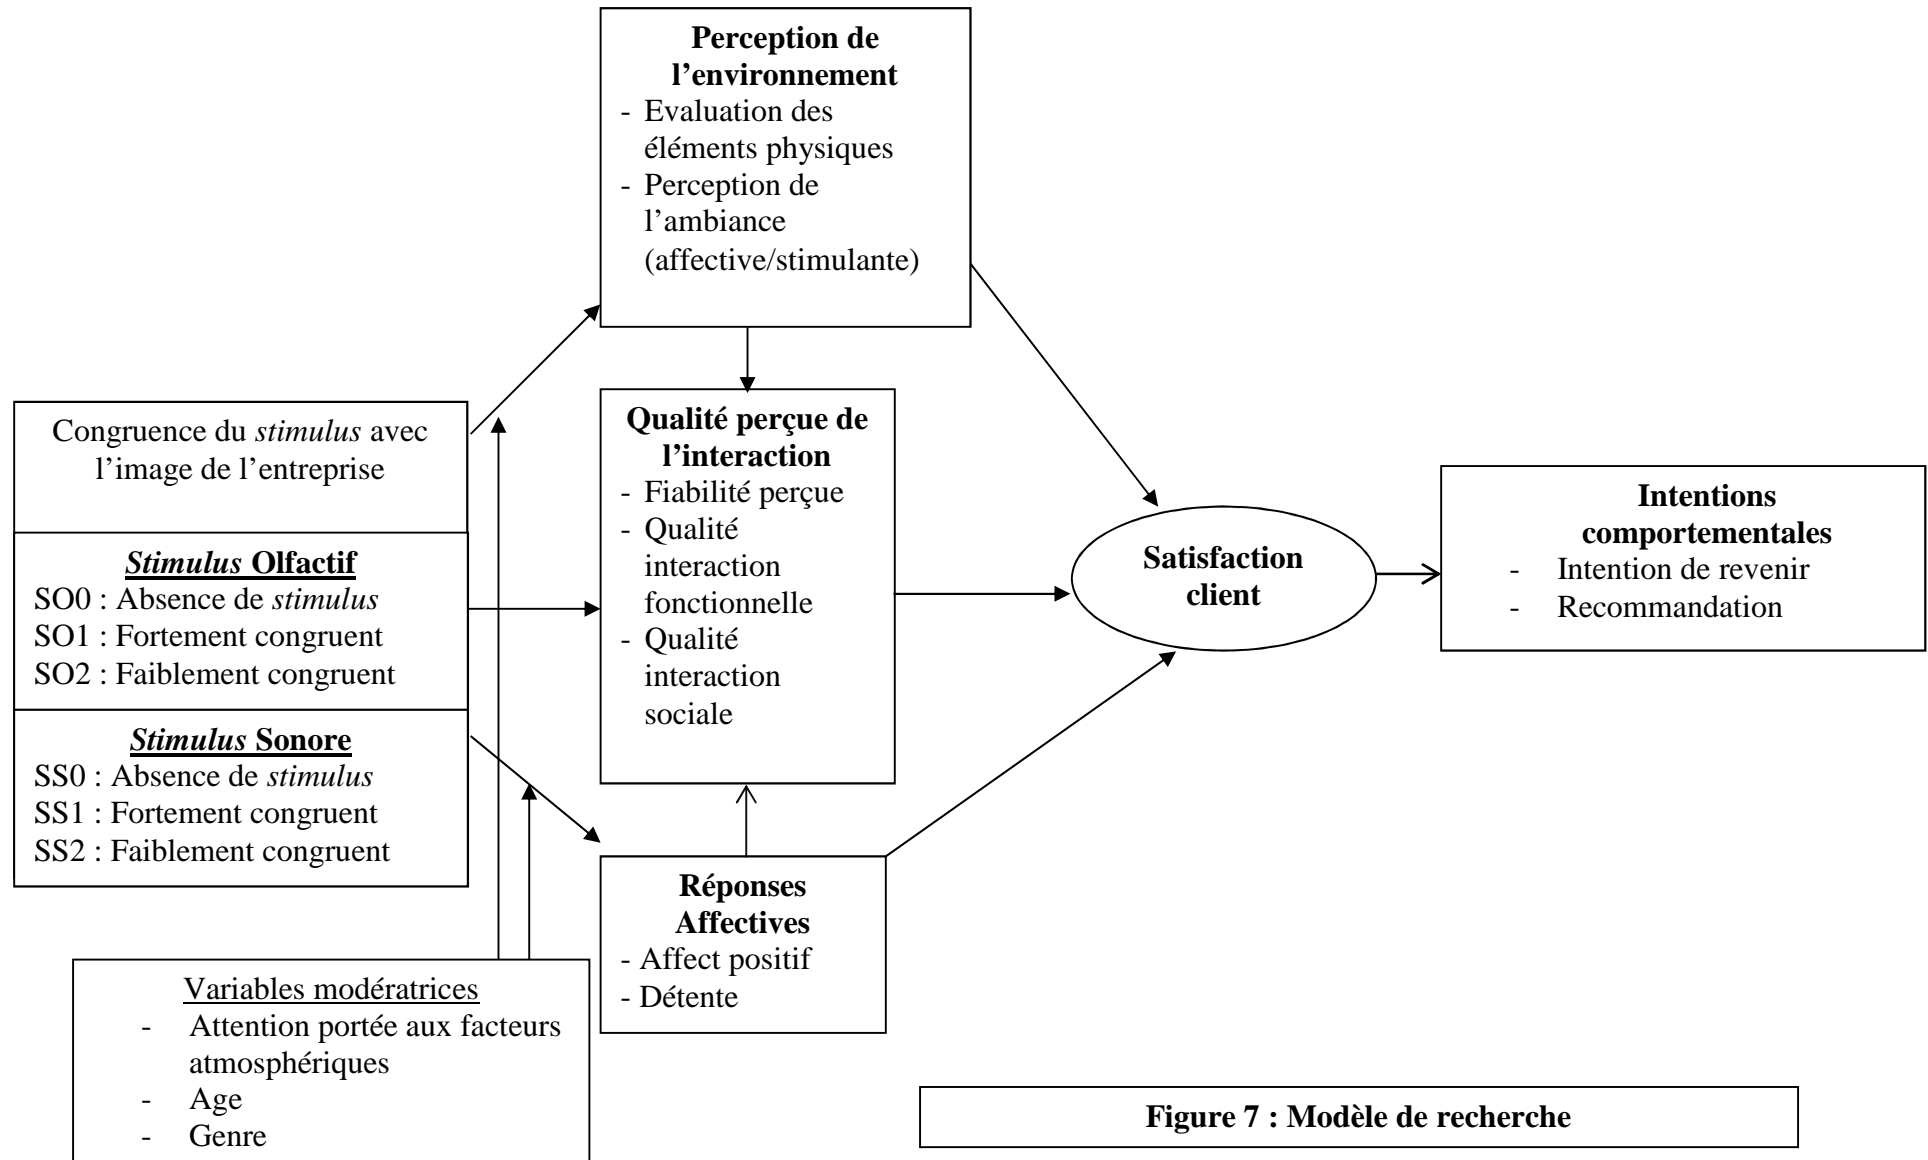 Perception de
l’environnement
- Evaluation des
éléments physiques
- Perception de
l’ambiance
(affective/stimulante)
Congruence du stimulus avec
l’image de l’entreprise
Stimulus Olfactif
SO0 : Absence de stimulus
SO1 : Fortement congruent
SO2 : Faiblement congruent
Stimulus Sonore
SS0 : Absence de stimulus
SS1 : Fortement congruent
SS2 : Faiblement congruent
Variables modératrices
- Attention portée aux facteurs
atmosphériques
- Age
- Genre
Qualité perçue de
l’interaction
- Fiabilité perçue
- Qualité
interaction
fonctionnelle
- Qualité
interaction
sociale
Réponses
Affectives
- Affect positif
- Détente
Satisfaction
client
Intentions
comportementales
- Intention de revenir
- Recommandation
Figure 7 : Modèle de recherche